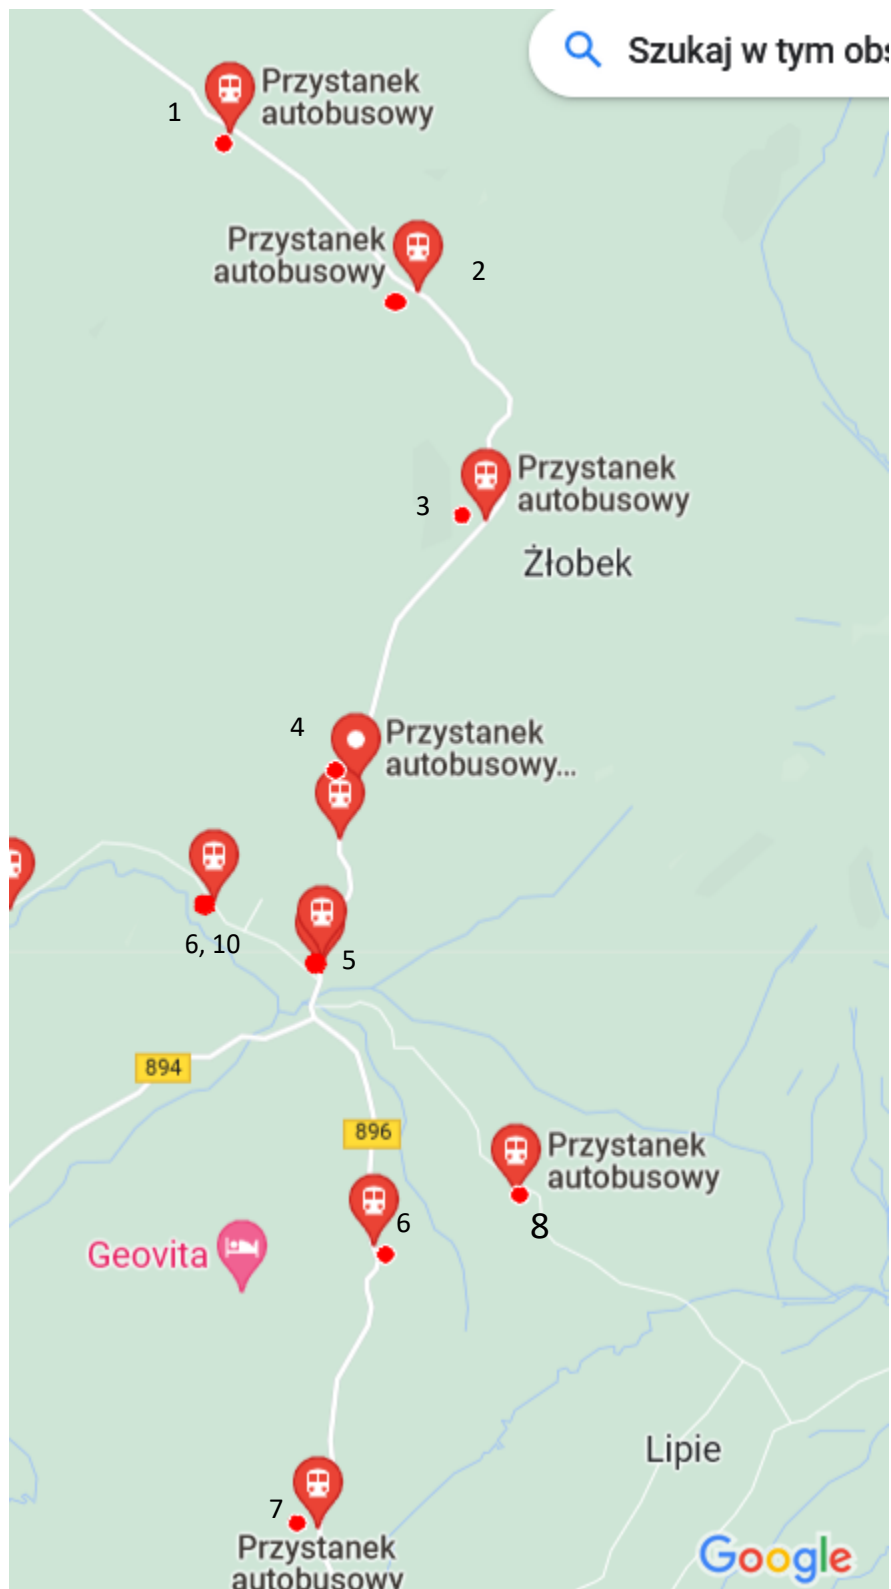 Szukaj w tym obs
Przystanek
autobusowy
1
Przystanek
autobusowy
2
Przystanek
autobusowy
3
Żłobek
4
Przystanek
autobusowy...
6, 10
5
894
896
Przystanek
autobusowy
6
8
Geovita
Lipie
7
Przystanek
autobusowy
Google